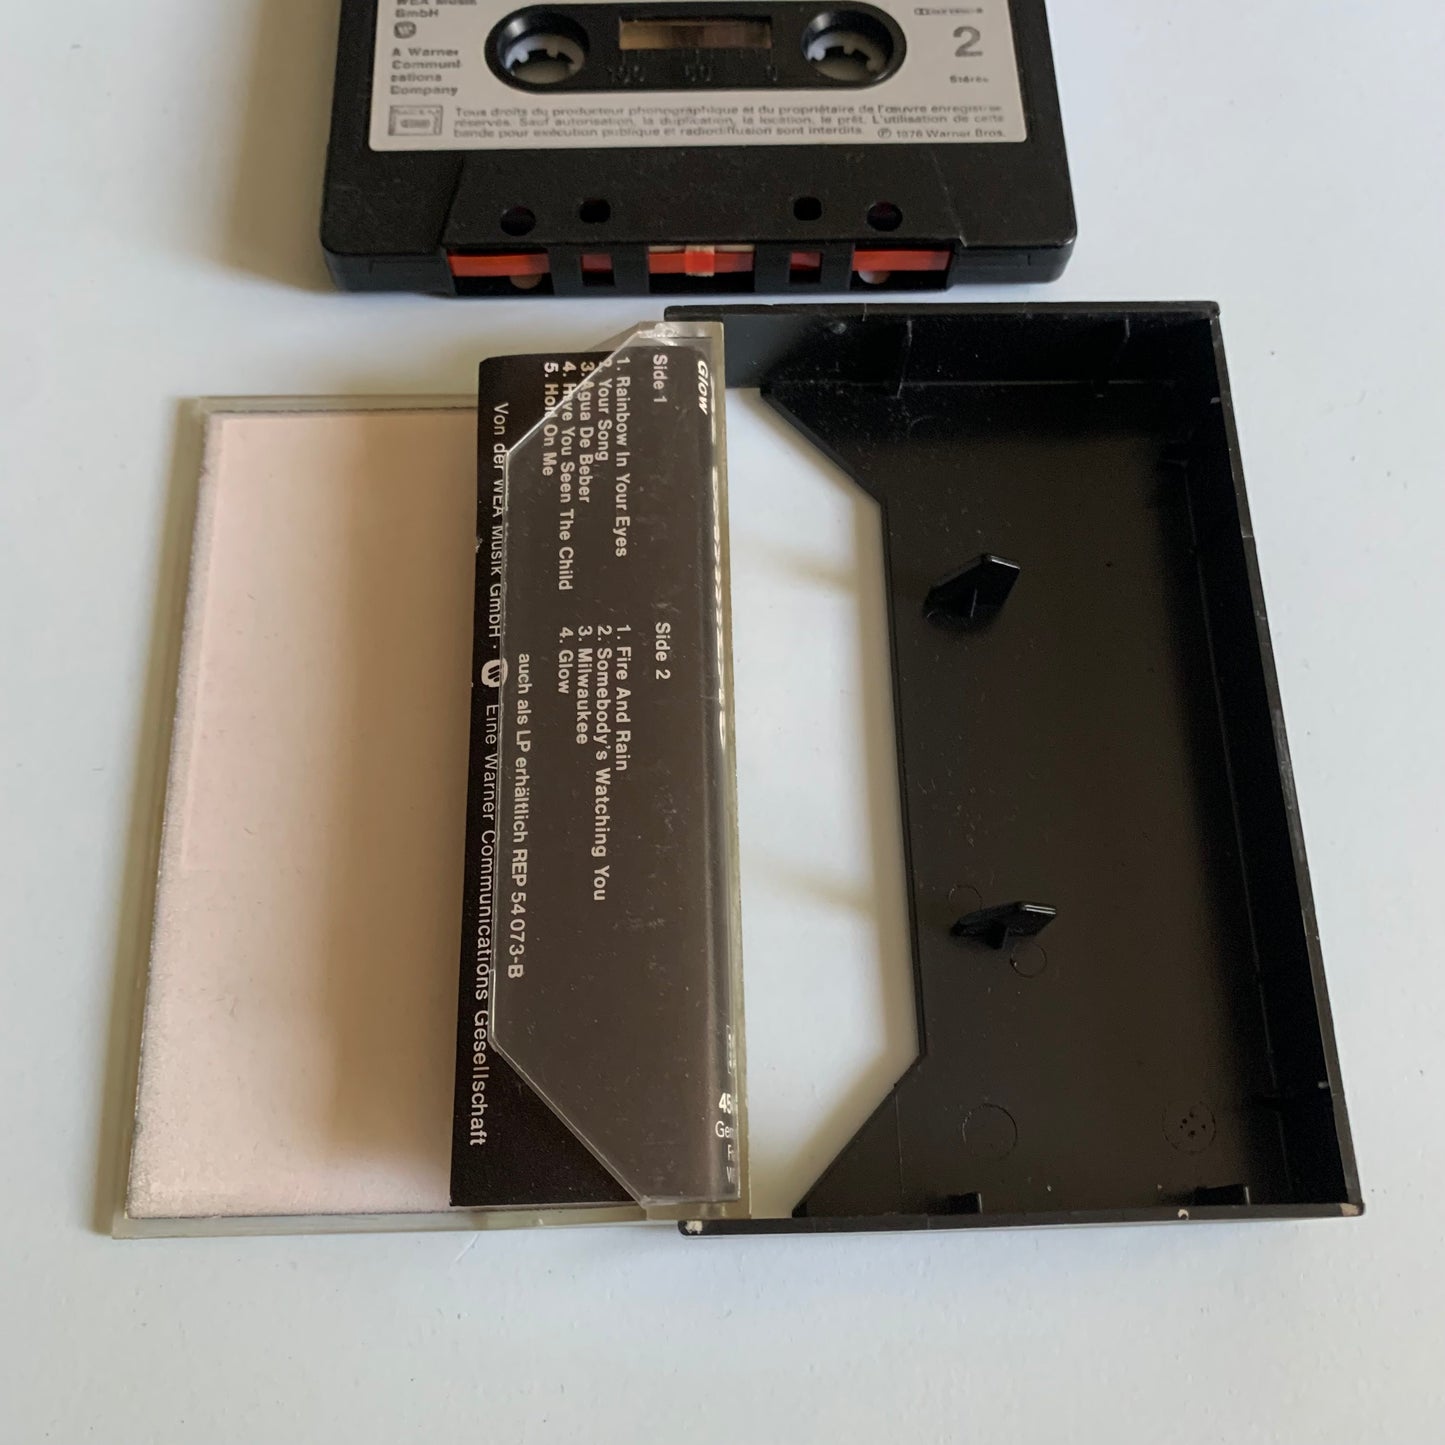 WEA Musik
GmbH
A Warner
Communi-
cations
Company
2
Stéréo
Tous droits du producteur phonographique et du propriétaire de l'œuvre enregistrée
réservés. Sauf autorisation, la duplication, la location, le prêt, L'utilisation de cette
bande pour exécution publique et radiodiffusion sont interdits. Ⓟ 1976 Warner Bros.
Glow
Side 1
1. Rainbow In Your Eyes
2. Your Song
3. Agua De Beber
4. Have You Seen The Child
5. Hold On Me
Side 2
1. Fire And Rain
2. Somebody's Watching You
3. Milwaukee
4. Glow
auch als LP erhältlich REP 54 073-B
Von der WEA Musik GmbH · Eine Warner Communications Gesellschaft